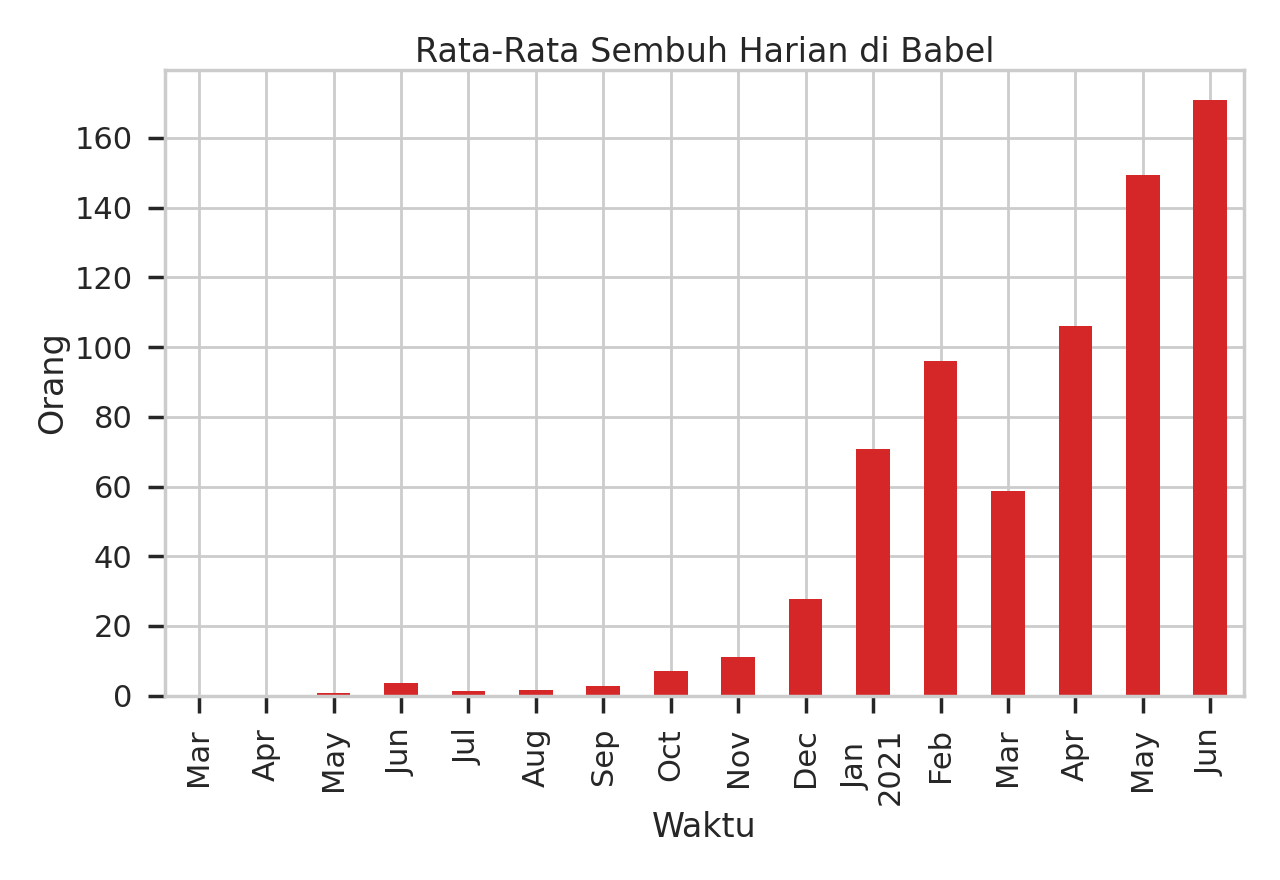 Rata-Rata Sembuh Harian di Babel
Orang
160
140
120
100
80
60
40
20
0
Mar
Apr
May
Jun
Jul
Aug
Sep
Oct
Nov
Dec
Jan
2021
Feb
Mar
Apr
May
Jun
Waktu